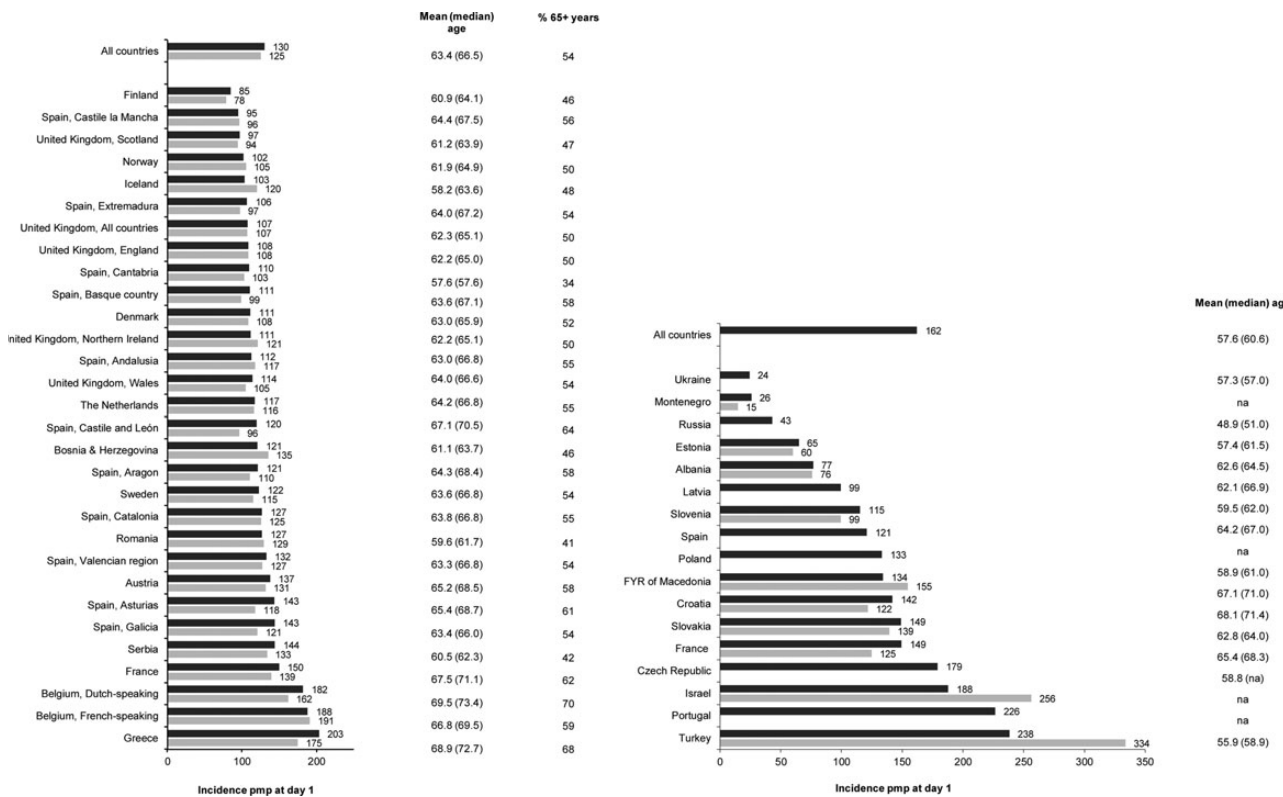 Mean (median) age % 65+ years
All countries 130 125 63.4 (66.5) 54
Finland 85 78 60.9 (64.1) 46
Spain, Castile la Mancha 95 96 64.4 (67.5) 56
United Kingdom, Scotland 97 94 61.2 (63.9) 47
Norway 102 105 61.9 (64.9) 50
Iceland 103 120 58.2 (63.6) 48
Spain, Extremadura 106 97 64.0 (67.2) 54
United Kingdom, All countries 107 107 62.3 (65.1) 50
United Kingdom, England 108 108 62.2 (65.0) 50
Spain, Cantabria 110 103 57.6 (57.6) 34
Spain, Basque country 111 99 63.6 (67.1) 58
Denmark 111 108 63.0 (65.9) 52
nited Kingdom, Northern Ireland 111 121 62.2 (65.1) 50
Spain, Andalusia 112 117 63.0 (66.8) 55
United Kingdom, Wales 114 105 64.0 (66.6) 54
The Netherlands 117 116 64.2 (66.8) 55
Spain, Castile and León 120 96 67.1 (70.5) 64
Bosnia & Herzegovina 121 135 61.1 (63.7) 46
Spain, Aragon 121 110 64.3 (68.4) 58
Sweden 122 115 63.6 (66.8) 54
Spain, Catalonia 127 125 63.8 (66.8) 55
Romania 127 129 59.6 (61.7) 41
Spain, Valencian region 132 127 63.3 (66.8) 54
Austria 137 131 65.2 (68.5) 58
Spain, Asturias 143 118 65.4 (68.7) 61
Spain, Galicia 143 121 63.4 (66.0) 54
Serbia 144 133 60.5 (62.3) 42
France 150 139 67.5 (71.1) 62
Belgium, Dutch-speaking 182 162 69.5 (73.4) 70
Belgium, French-speaking 188 191 66.8 (69.5) 59
Greece 203 175 68.9 (72.7) 68
0 100 200
Incidence pmp at day 1
All countries 162
Ukraine 24
Montenegro 26 15
Russia 43
Estonia 65 60
Albania 77 76
Latvia 99
Slovenia 115 99
Spain 121
Poland 133
FYR of Macedonia 134 155
Croatia 142 122
Slovakia 149 139
France 149 125
Czech Republic 179
Israel 188 256
Portugal 226
Turkey 238 334
0 50 100 150 200 250 300 350
Incidence pmp at day 1
Mean (median) ag
57.6 (60.6)
57.3 (57.0)
na
48.9 (51.0)
57.4 (61.5)
62.6 (64.5)
62.1 (66.9)
59.5 (62.0)
64.2 (67.0)
na
58.9 (61.0)
67.1 (71.0)
68.1 (71.4)
62.8 (64.0)
65.4 (68.3)
58.8 (na)
na
na
55.9 (58.9)